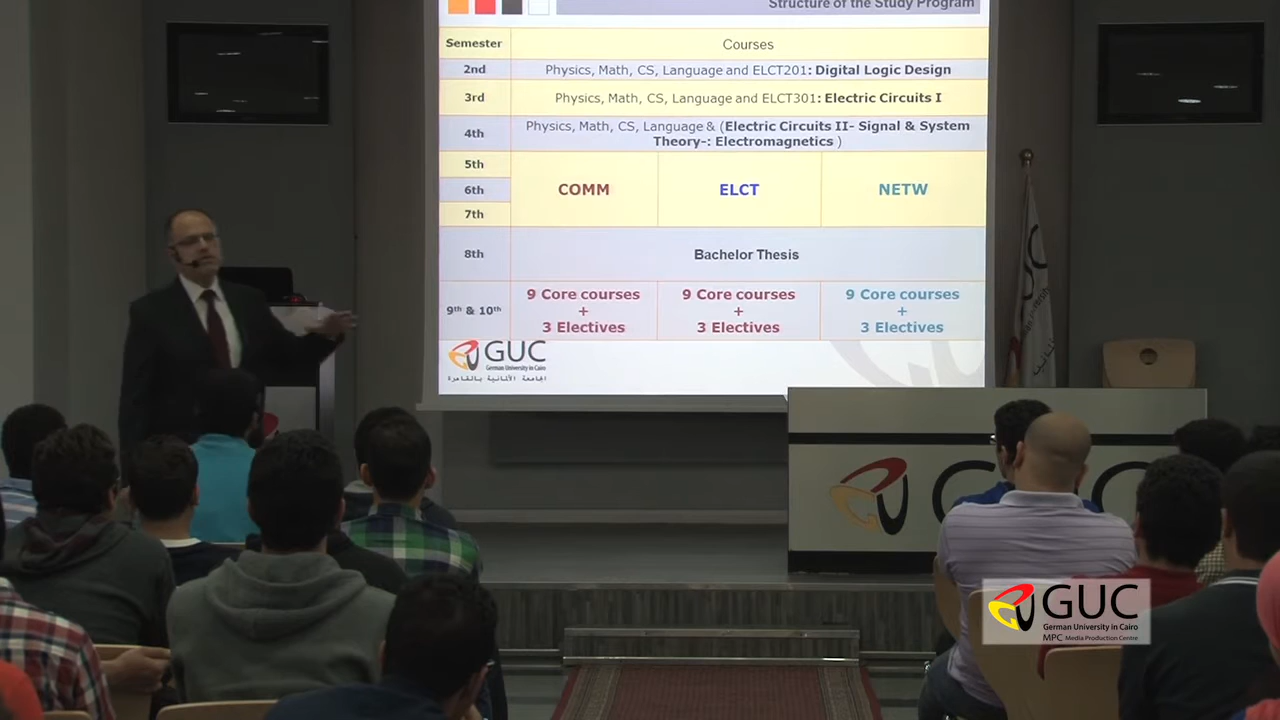 Structure of the Study Program
Semester Courses
2nd Physics, Math, CS, Language and ELCT201: Digital Logic Design
3rd Physics, Math, CS, Language and ELCT301: Electric Circuits I
4th Physics, Math, CS, Language & (Electric Circuits II- Signal & System
Theory-: Electromagnetics )
5th
6th COMM ELCT NETW
7th
8th Bachelor Thesis
9th & 10th 9 Core courses 9 Core courses 9 Core courses
+ + +
3 Electives 3 Electives 3 Electives
GUC
German University in Cairo
الجامعة الألمانية بالقاهرة
GUC
German University in Cairo
MPC Media Production Centre